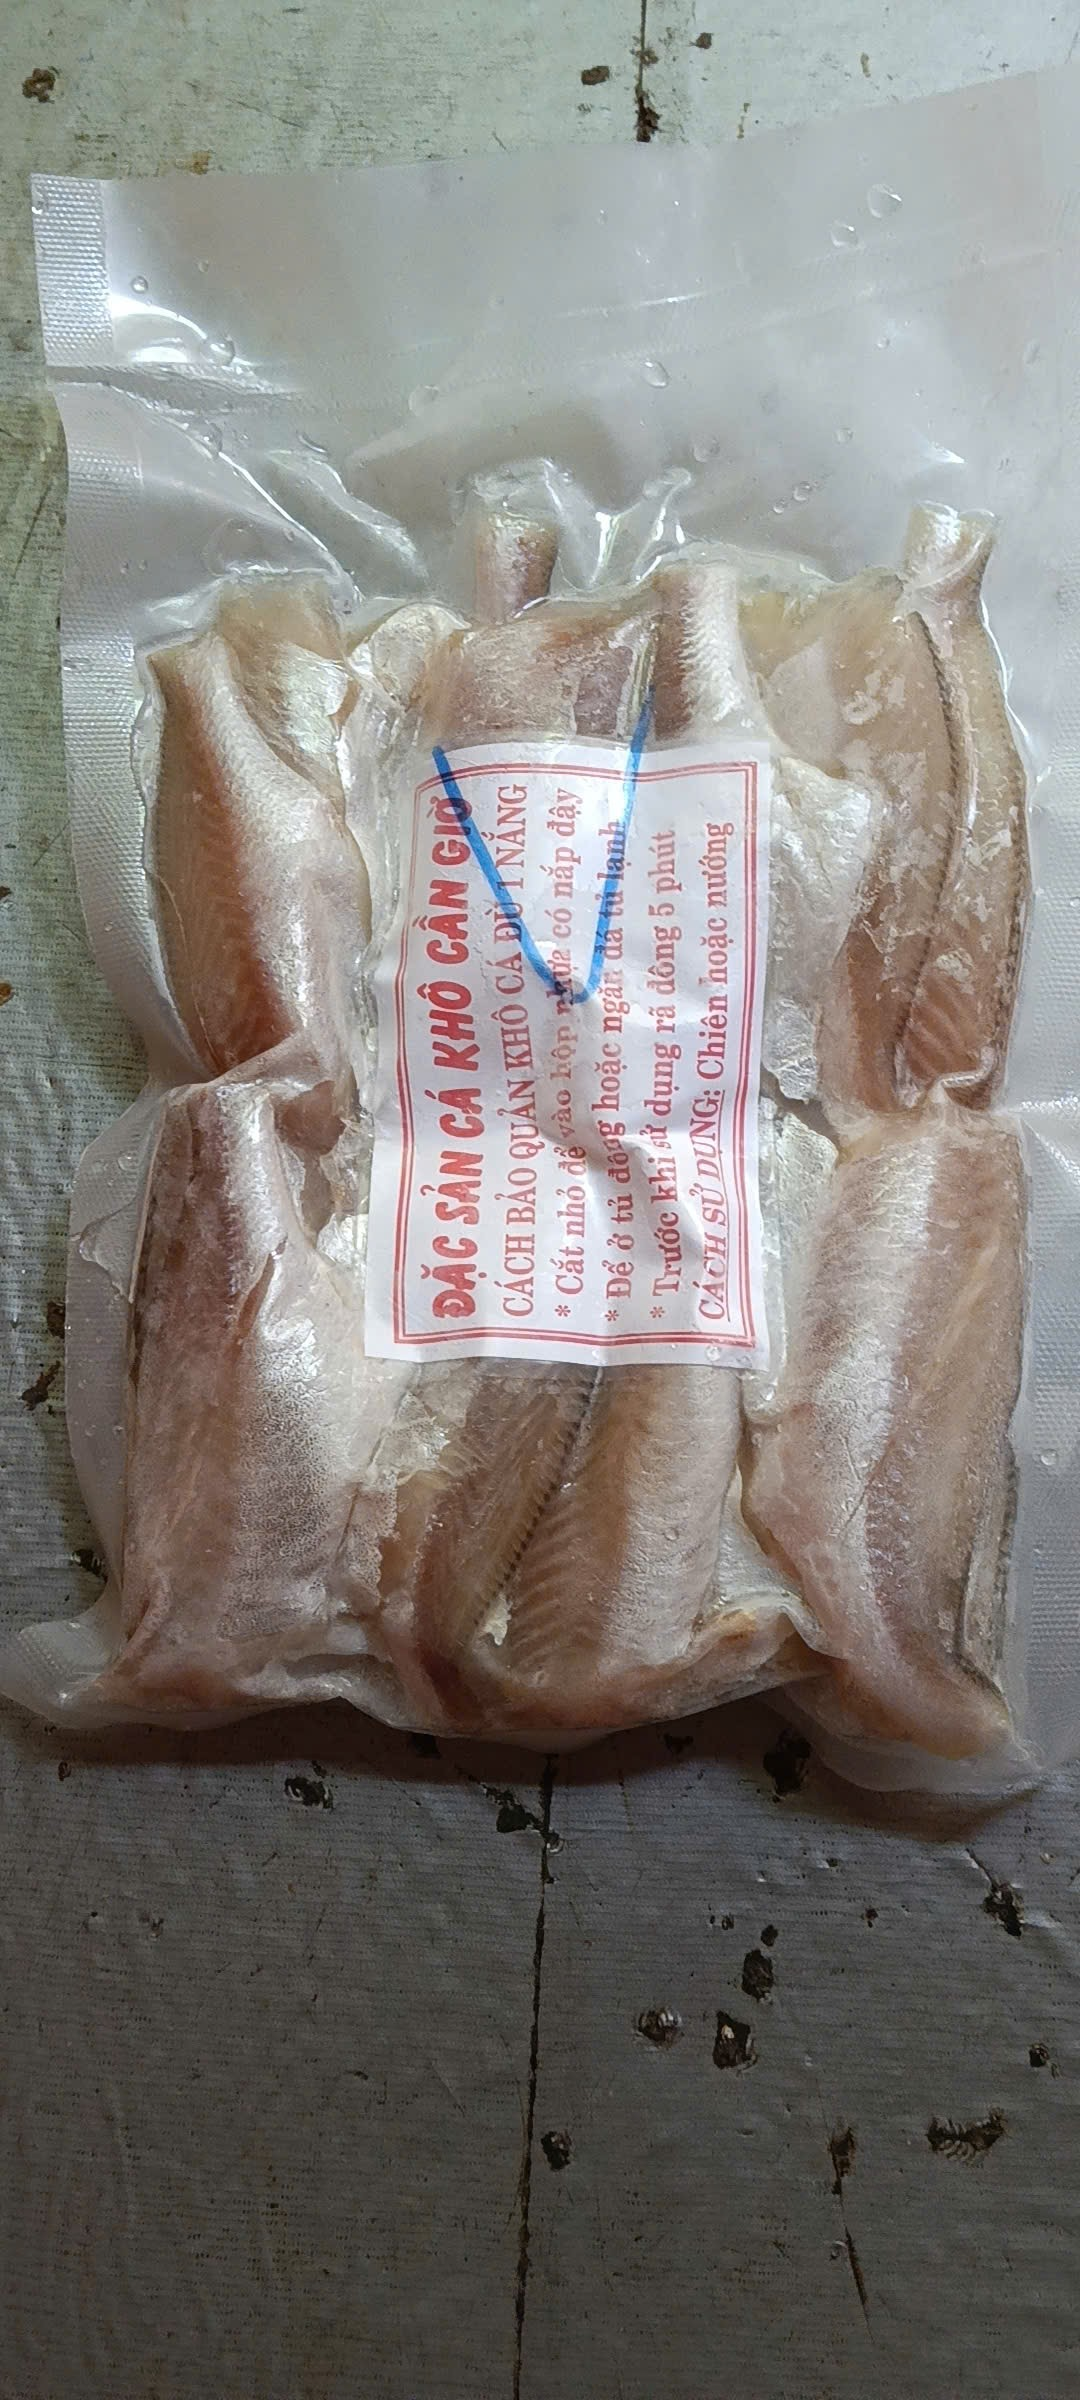 ĐẶC SẢN CÁ KHÔ CẦN GIỜ
CÁCH BẢO QUẢN KHÔ CÁ ĐÙ 1 NẮNG
* Cắt nhỏ để vào hộp nhựa có nắp đậy
* Để ở tủ đông hoặc ngăn đá tủ lạnh
* Trước khi sử dụng rã đông 5 phút
CÁCH SỬ DỤNG: Chiên hoặc nướng